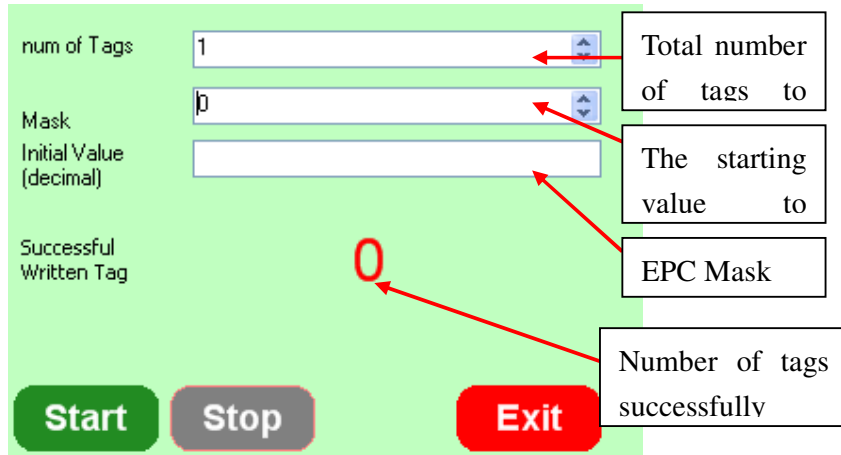 num of Tags
1
Total number
of tags to
Mask
0
Initial Value
(decimal)
The starting
value to
Successful
Written Tag
0
EPC Mask
Number of tags
successfully
Start
Stop
Exit